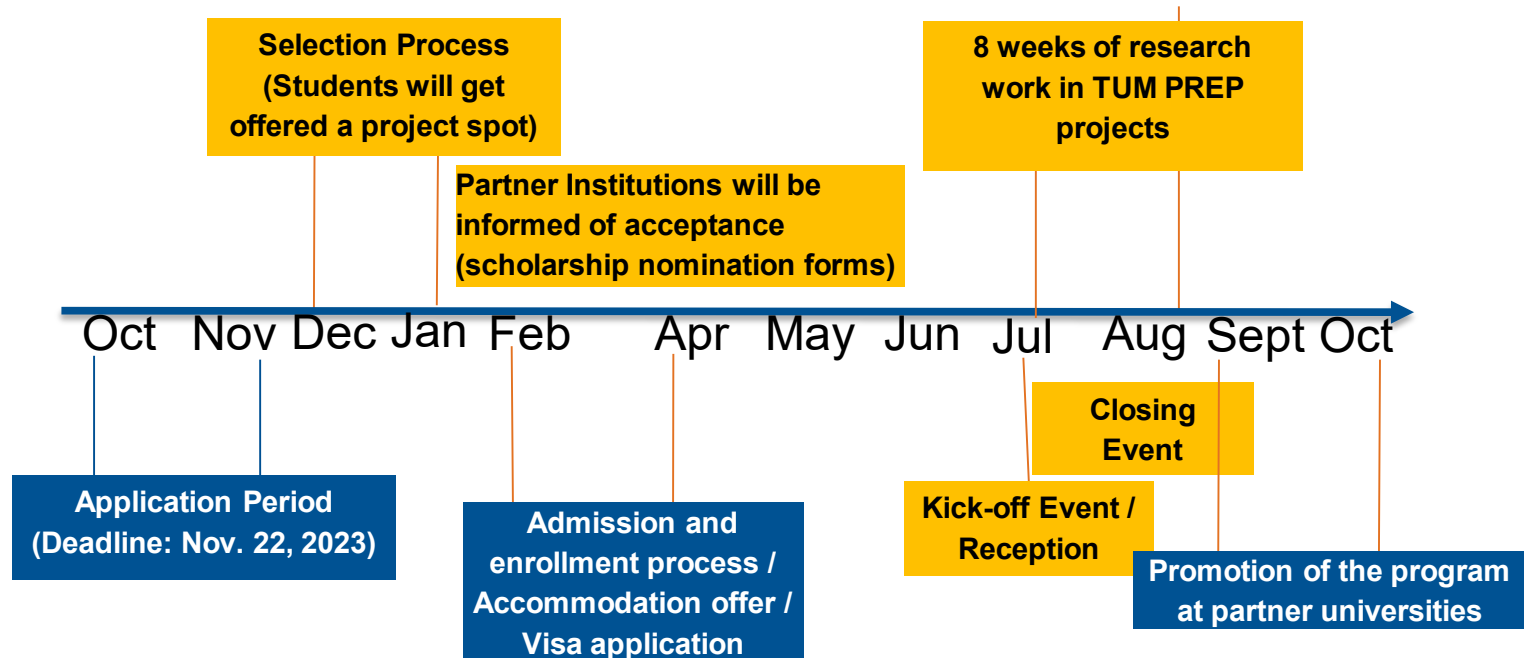 Selection Process
(Students will get
offered a project spot)
8 weeks of research
work in TUM PREP
projects
Partner Institutions will be
informed of acceptance
(scholarship nomination forms)
Oct Nov Dec Jan Feb Apr May Jun Jul Aug Sept Oct
Closing
Event
Application Period
(Deadline: Nov. 22, 2023)
Admission and
enrollment process /
Accommodation offer /
Visa application
Kick-off Event /
Reception
Promotion of the program
at partner universities